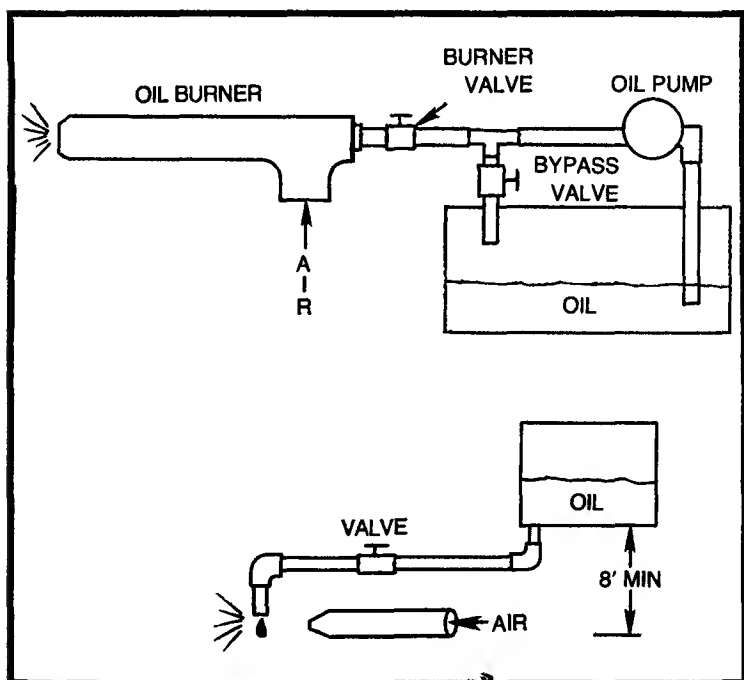 BURNER
VALVE
OIL PUMP
OIL BURNER
BYPASS
VALVE
A
I
R
OIL
OIL
VALVE
8' MIN
AIR